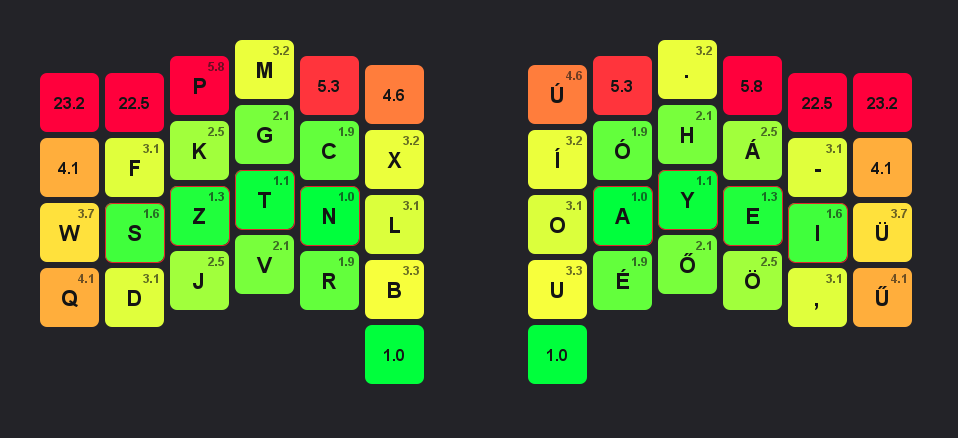 23.2 22.5 P 5.8 M 3.2 5.3 4.6 Ú 4.6 5.3 . 3.2 5.8 22.5 23.2
4.1 F 3.1 K 2.5 G 2.1 C 1.9 X 3.2 Í 3.2 Ó 1.9 H 2.1 Á 2.5 - 3.1 4.1
W 3.7 S 1.6 Z 1.3 T 1.1 N 1.0 L 3.1 O 3.1 A 1.0 Y 1.1 E 1.3 I 1.6 Ü 3.7
Q 4.1 D 3.1 J 2.5 V 2.1 R 1.9 B 3.3 U 3.3 É 1.9 Ő 2.1 Ö 2.5 , 3.1 Ű 4.1
1.0 1.0